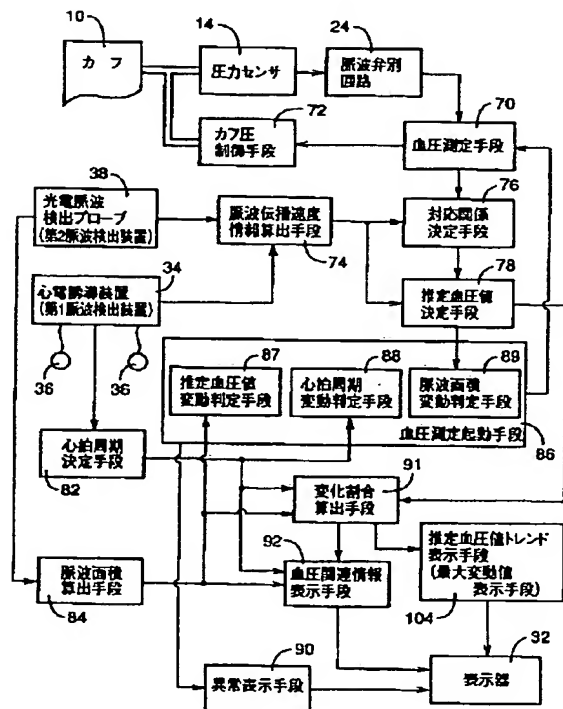 10
14
24
カフ
圧力センサ
脈波弁別
回路
72
70
カフ圧
制御手段
血圧測定手段
38
76
光電脈波
検出プローブ
(第2脈波検出装置)
脈波伝播速度
情報算出手段
74
対応関係
決定手段
34
78
心電誘導装置
(第1脈波検出装置)
推定血圧値
決定手段
36
36
87
88
89
推定血圧値
変動判定手段
心拍周期
変動判定手段
脈波面積
変動判定手段
血圧測定起動手段
86
心拍周期
決定手段
82
91
変化割合
算出手段
92
血圧関連情報
表示手段
推定血圧値トレンド
表示手段
(最大変動値
表示手段)
104
脈波面積
算出手段
84
90
異常表示手段
32
表示器